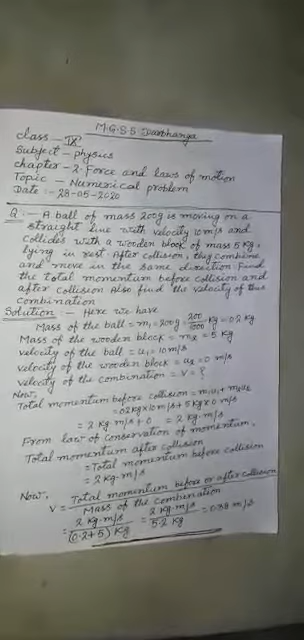 M.G.S.S Darbhanga
class - IX
Subject - physics
chapter - 2 Force and laws of motion
Topic - Numerical problem
Date :- 28-05-2020
Q :- A ball of mass 200g is moving on a
straight line with velocity 10 m/s and
collides with a wooden block of mass 5 Kg,
lying in rest. After collision, they combine
and move in the same direction. Find
the Total momentum before collision and
after collision Also find the velocity of this
combination
Solution :- Here we have
Mass of the ball = m₁ = 200g = 200/1000 Kg = 0.2 Kg
Mass of the wooden block = m₂ = 5 Kg
velocity of the ball = u₁ = 10 m/s
velocity of the wooden block = u₂ = 0 m/s
velocity of the combination = V = ?
Now,
Total momentum before collision = m₁u₁ + m₂u₂
= 0.2 Kg x 10 m/s + 5 Kg x 0 m/s
= 2 Kg. m/s + 0 = 2 Kg. m/s
From law of conservation of momentum,
Total momentum after collision
= Total momentum before collision
= 2 Kg. m/s
Now,
V = Total momentum before or after collision / Mass of the combination
= 2 Kg. m/s / (0.2+5) Kg = 2 Kg. m/s / 5.2 Kg = 0.38 m/s